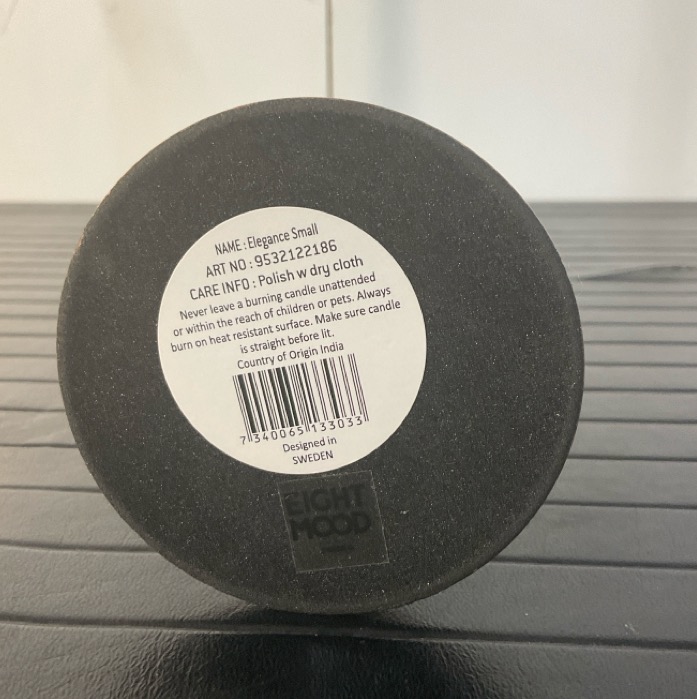 NAME : Elegance Small
ART NO : 9532122186
CARE INFO : Polish w dry cloth
Never leave a burning candle unattended
or within the reach of children or pets. Always
burn on heat resistant surface. Make sure candle
is straight before lit.
Country of Origin India
7 340065 133033
Designed in
SWEDEN
EIGHT
MOOD